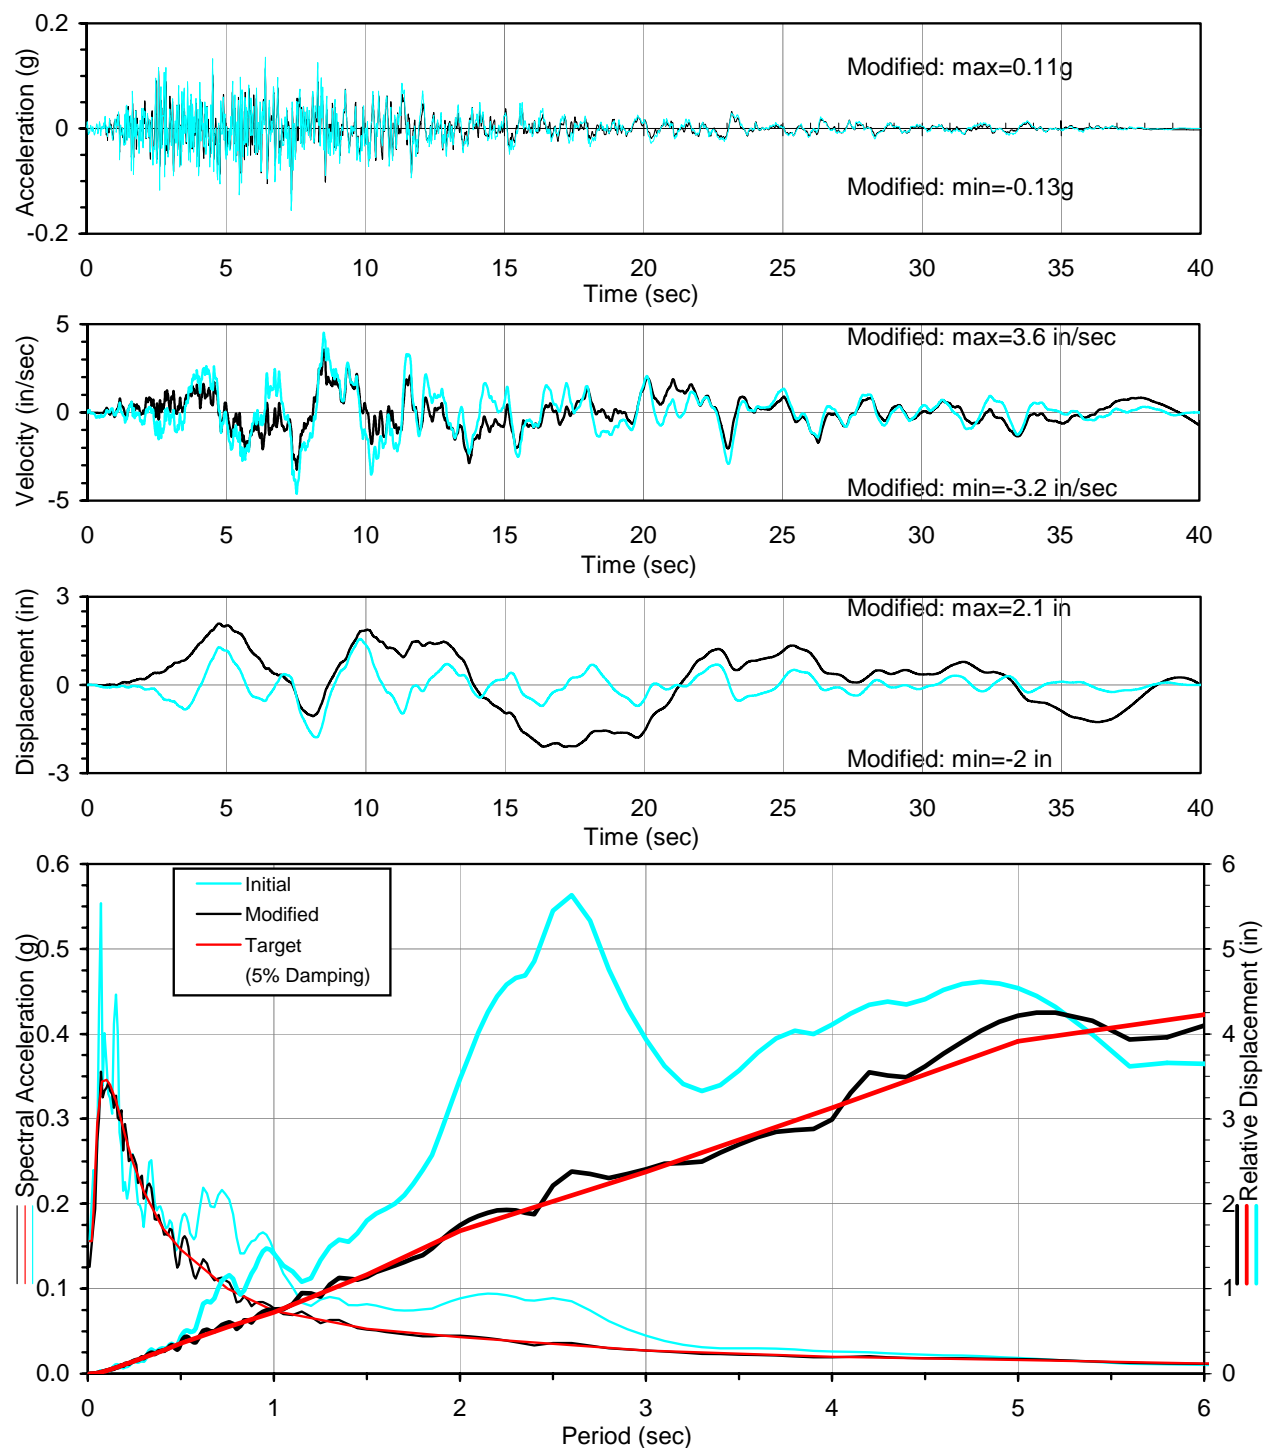 0.2
0
-0.2
Acceleration (g)
Modified: max=0.11g
Modified: min=-0.13g
0 5 10 15 20 25 30 35 40
Time (sec)
5
0
-5
Velocity (in/sec)
Modified: max=3.6 in/sec
Modified: min=-3.2 in/sec
0 5 10 15 20 25 30 35 40
Time (sec)
3
0
-3
Displacement (in)
Modified: max=2.1 in
Modified: min=-2 in
0 5 10 15 20 25 30 35 40
Time (sec)
0.6
0.5
0.4
0.3
0.2
0.1
0.0
Spectral Acceleration (g)
Initial
Modified
Target
(5% Damping)
6
5
4
3
2
1
0
Relative Displacement (in)
0 1 2 3 4 5 6
Period (sec)